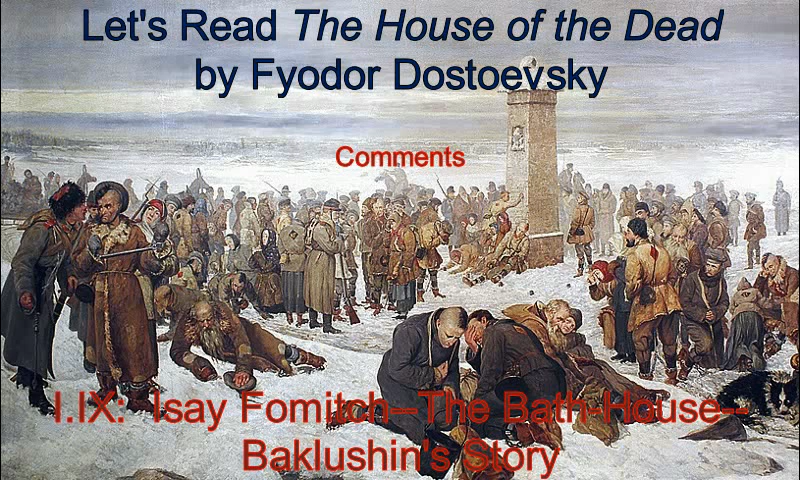 Let's Read The House of the Dead
by Fyodor Dostoevsky
Comments
I.IX: Isay Fomitch--The Bath-House--
Baklushin's Story